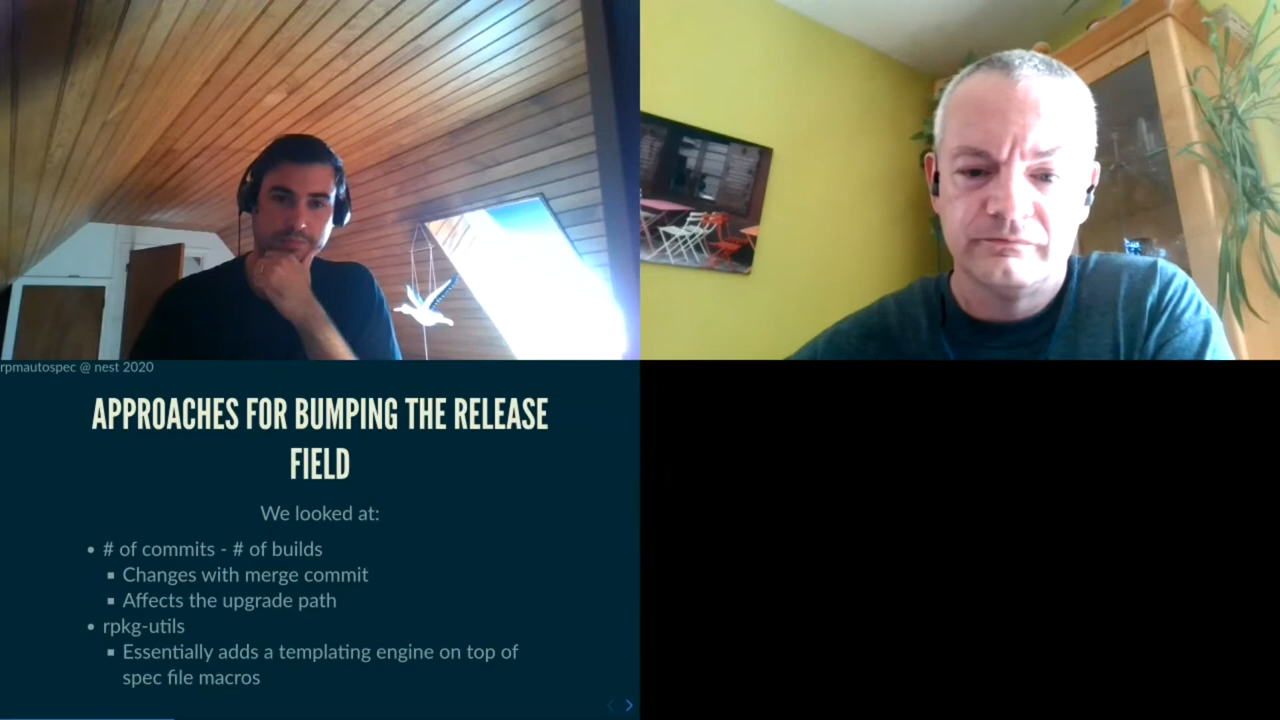 rpmautospec @ nest 2020
APPROACHES FOR BUMPING THE RELEASE
FIELD
We looked at:
• # of commits - # of builds
▪ Changes with merge commit
▪ Affects the upgrade path
• rpkg-utils
▪ Essentially adds a templating engine on top of
spec file macros